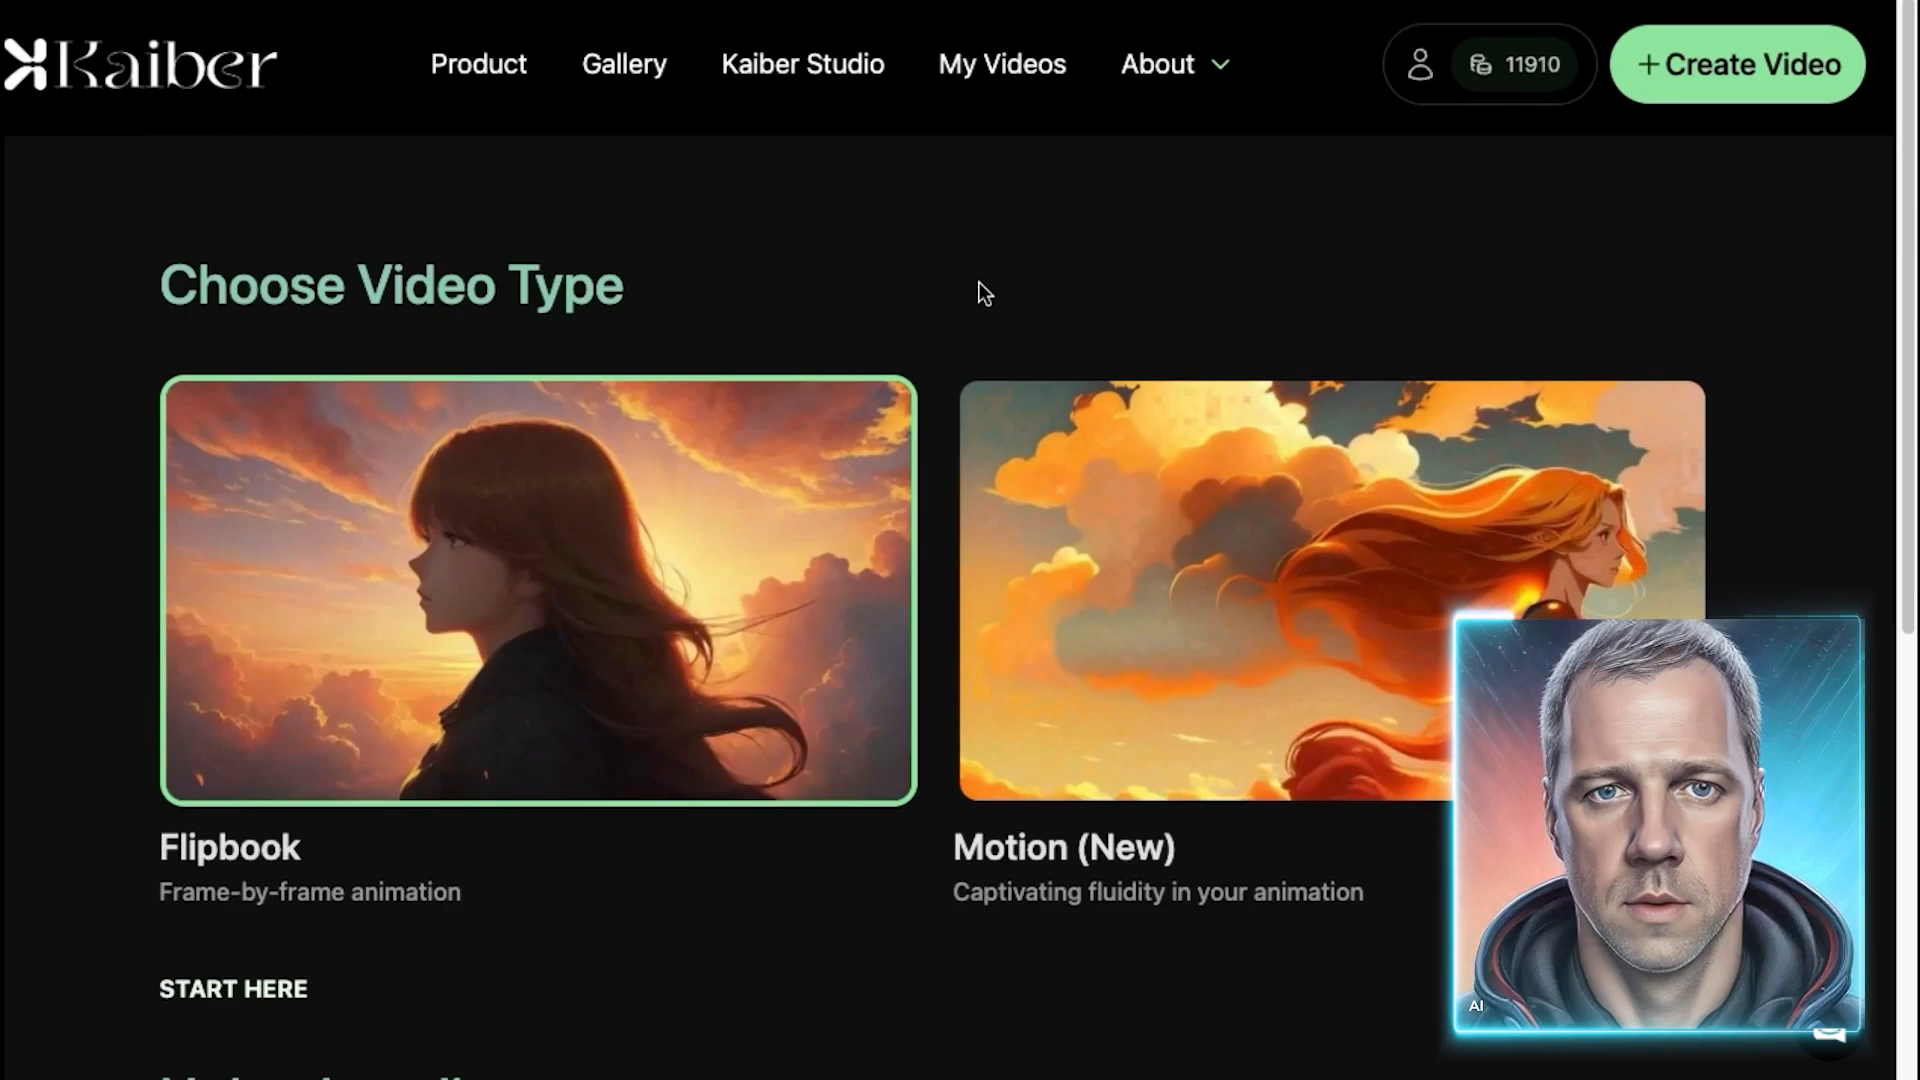 Kaiber
Product
Gallery
Kaiber Studio
My Videos
About
11910
+ Create Video
Choose Video Type
Flipbook
Frame-by-frame animation
Motion (New)
Captivating fluidity in your animation
START HERE
AI